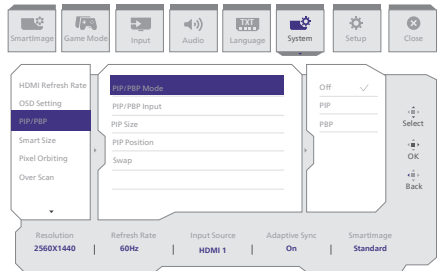 SmartImage Game Mode Input Audio Language System Setup Close
TXT
HDMI Refresh Rate
OSD Setting
PIP/PBP
Smart Size
Pixel Orbiting
Over Scan
PIP/PBP Mode
PIP/PBP Input
PIP Size
PIP Position
Swap
Off
PIP
PBP
Select
OK
Back
Resolution Refresh Rate Input Source Adaptive Sync SmartImage
2560X1440 | 60Hz | HDMI 1 | On | Standard